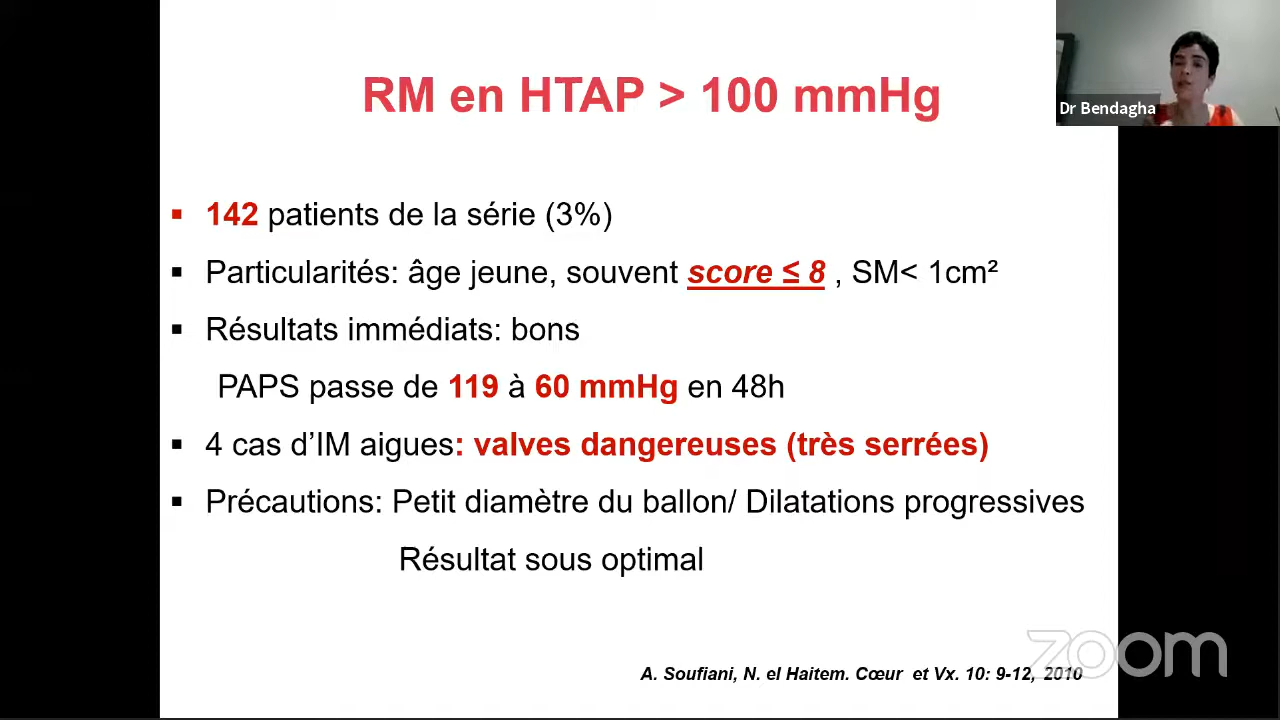 RM en HTAP > 100 mmHg
Dr Bendagha
▪ 142 patients de la série (3%)
▪ Particularités: âge jeune, souvent score ≤ 8 , SM< 1cm²
▪ Résultats immédiats: bons
PAPS passe de 119 à 60 mmHg en 48h
▪ 4 cas d’IM aigues: valves dangereuses (très serrées)
▪ Précautions: Petit diamètre du ballon/ Dilatations progressives
Résultat sous optimal
zoom
A. Soufiani, N. el Haitem. Cœur et Vx. 10: 9-12, 2010